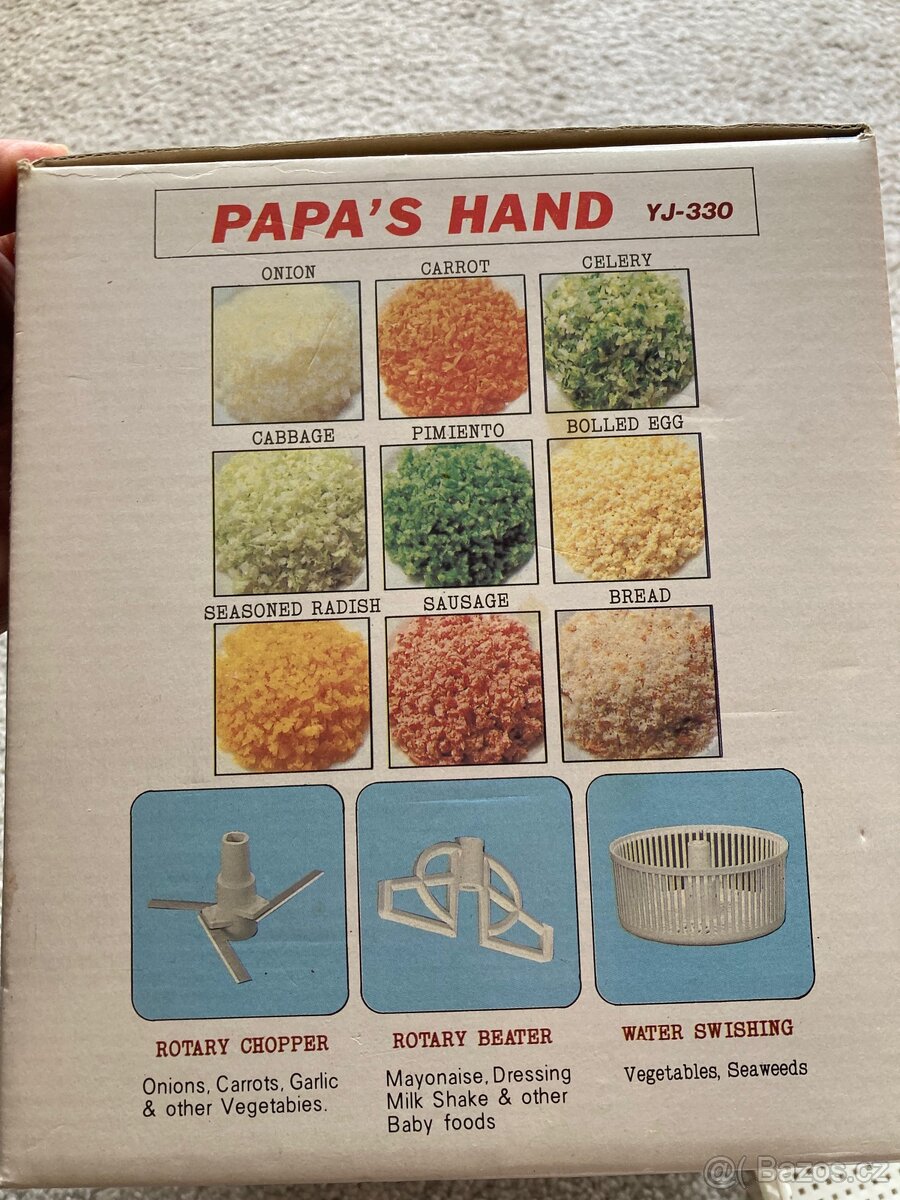 PAPA'S HAND YJ-330
ONION CARROT CELERY
CABBAGE PIMIENTO BOLLED EGG
SEASONED RADISH SAUSAGE BREAD
ROTARY CHOPPER
Onions, Carrots, Garlic
& other Vegetabies.
ROTARY BEATER
Mayonaise, Dressing
Milk Shake & other
Baby foods
WATER SWISHING
Vegetables, Seaweeds
@( Bazos.cz